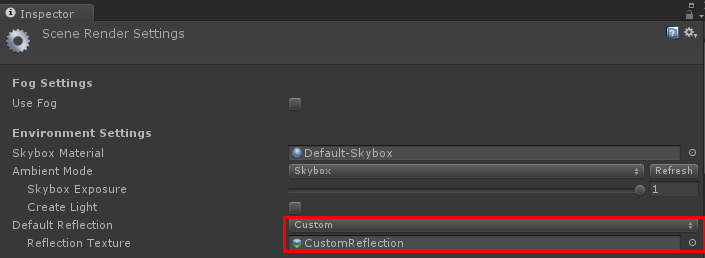 Inspector
Scene Render Settings
Fog Settings
Use Fog
Environment Settings
Skybox Material Default-Skybox
Ambient Mode Skybox Refresh
Skybox Exposure 1
Create Light
Default Reflection Custom
Reflection Texture CustomReflection